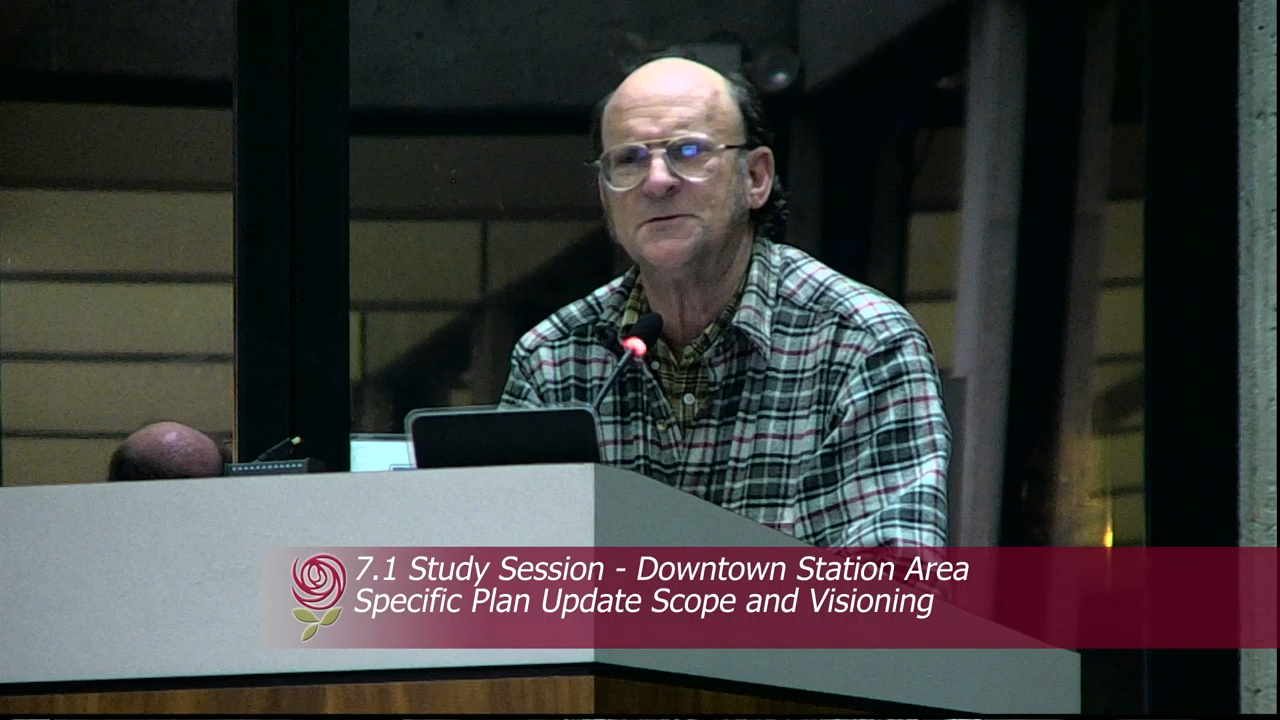 7.1 Study Session - Downtown Station Area
Specific Plan Update Scope and Visioning